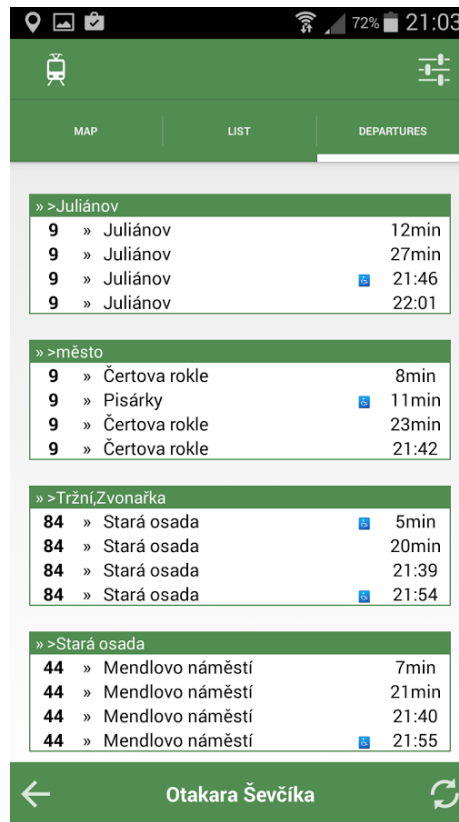 72% 21:03
MAP LIST DEPARTURES
» >Juliánov
9 » Juliánov 12min
9 » Juliánov 27min
9 » Juliánov 21:46
9 » Juliánov 22:01
» >město
9 » Čertova rokle 8min
9 » Pisárky 11min
9 » Čertova rokle 23min
9 » Čertova rokle 21:42
» >Tržní,Zvonařka
84 » Stará osada 5min
84 » Stará osada 20min
84 » Stará osada 21:39
84 » Stará osada 21:54
» >Stará osada
44 » Mendlovo náměstí 7min
44 » Mendlovo náměstí 21min
44 » Mendlovo náměstí 21:40
44 » Mendlovo náměstí 21:55
Otakara Ševčíka